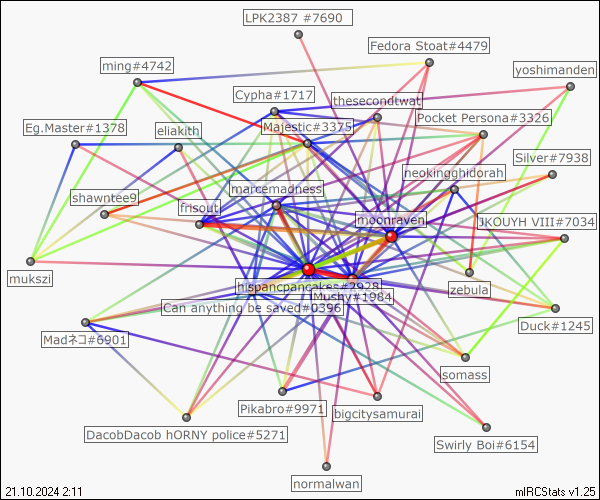 LPK2387 #7690
Fedora Stoat#4479
ming#4742
yoshimanden
Cypha#1717
thesecondtwat
Pocket Persona#3326
Eg.Master#1378
eliakith
Majestic#3375
Silver#7938
neokingghidorah
marcemadness
shawntee9
frisout
moonraven
IKOUYH VIII#7034
mukszi
hispancpancakes#2928
zebula
Mushy#1984
Can anything be saved#0396
Duck#1245
Madネコ#6901
somass
Pikabro#9971
bigcitysamurai
DacobDacob hORNY police#5271
Swirly Boi#6154
normalwan
21.10.2024 2:11
mIRCStats v1.25